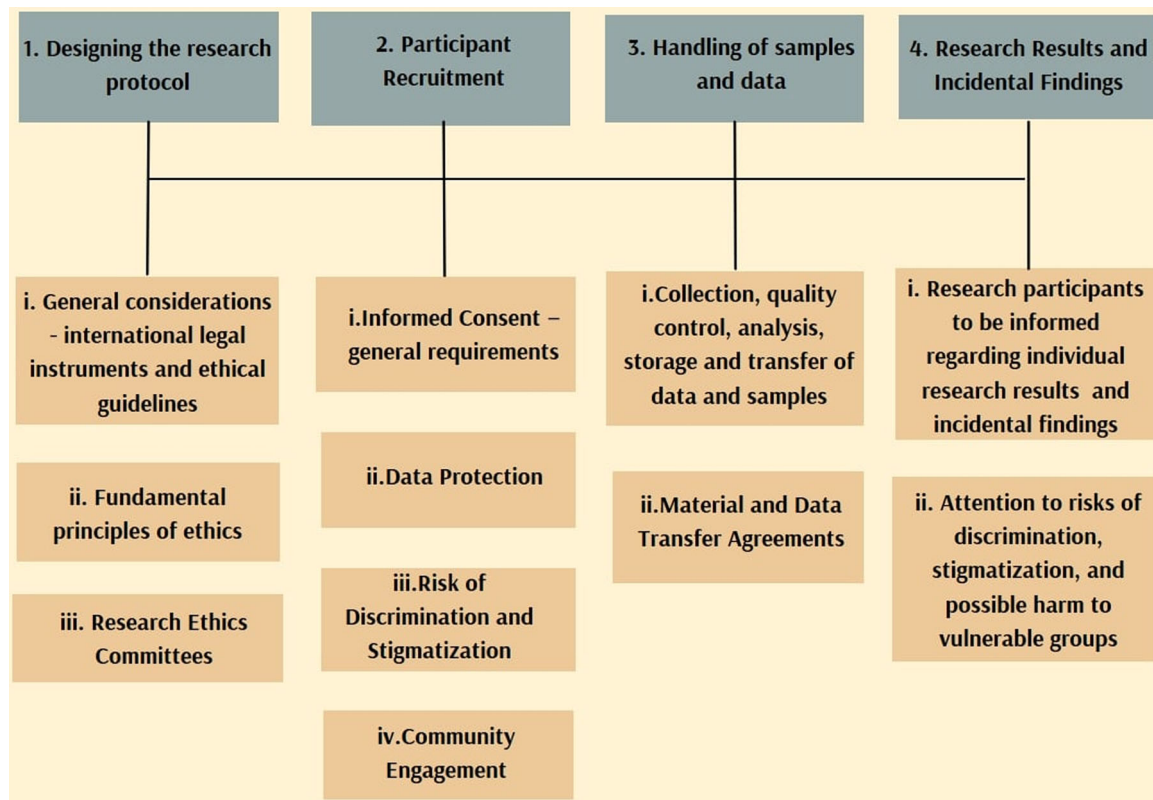 1. Designing the research
protocol
2. Participant
Recruitment
3. Handling of samples
and data
4. Research Results and
Incidental Findings
i. General considerations
- international legal
instruments and ethical
guidelines
ii. Fundamental
principles of ethics
iii. Research Ethics
Committees
i.Informed Consent –
general requirements
ii.Data Protection
iii.Risk of
Discrimination and
Stigmatization
iv.Community
Engagement
i.Collection, quality
control, analysis,
storage and transfer of
data and samples
ii.Material and Data
Transfer Agreements
i. Research participants
to be informed
regarding individual
research results and
incidental findings
ii. Attention to risks of
discrimination,
stigmatization, and
possible harm to
vulnerable groups